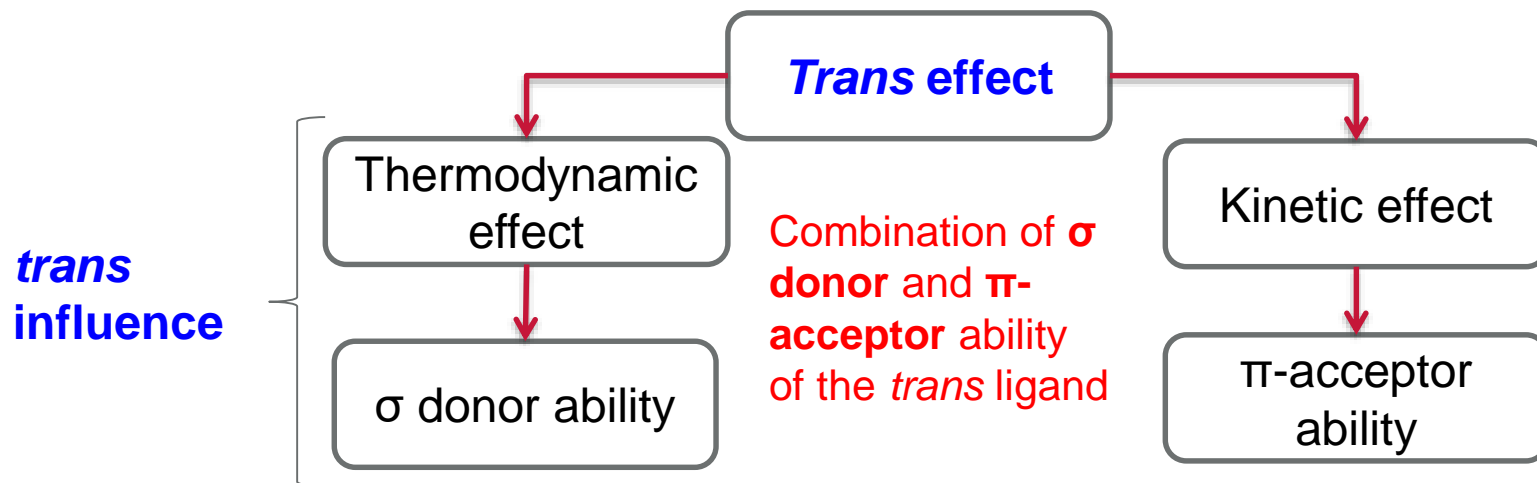 Trans effect
Thermodynamic
effect
Kinetic effect
trans
influence
Combination of σ
donor and π-
acceptor ability
of the trans ligand
σ donor ability
π-acceptor
ability